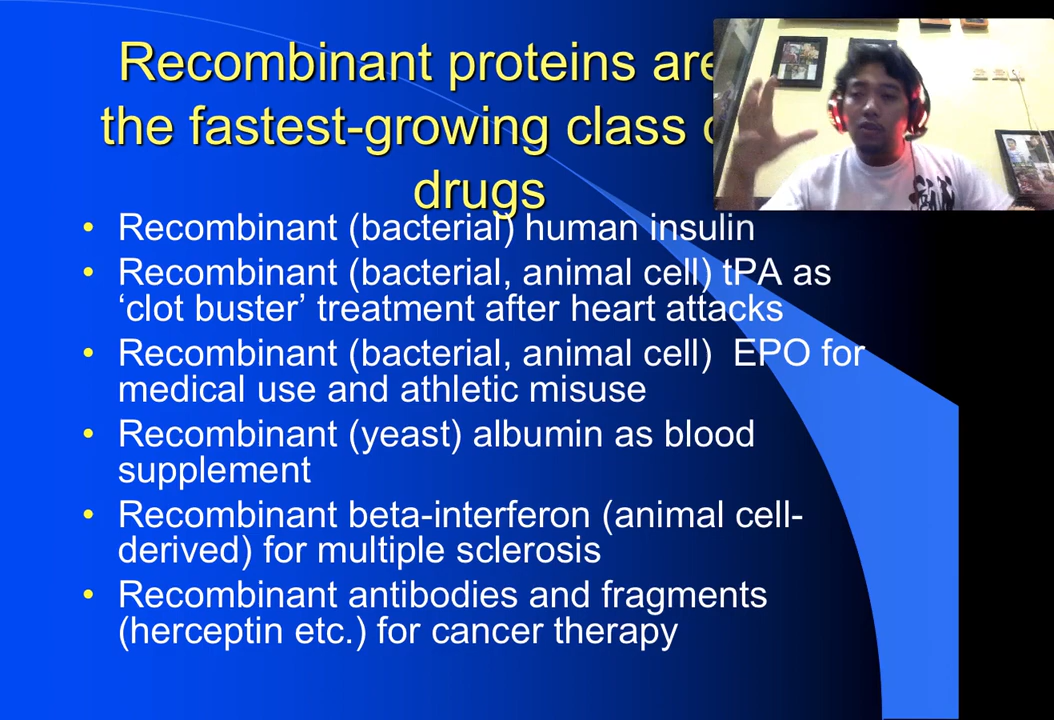 Recombinant proteins are
the fastest-growing class
drugs
• Recombinant (bacterial) human insulin
• Recombinant (bacterial, animal cell) tPA as
‘clot buster’ treatment after heart attacks
• Recombinant (bacterial, animal cell)  EPO for
medical use and athletic misuse
• Recombinant (yeast) albumin as blood
supplement
• Recombinant beta-interferon (animal cell-
derived) for multiple sclerosis
• Recombinant antibodies and fragments
(herceptin etc.) for cancer therapy